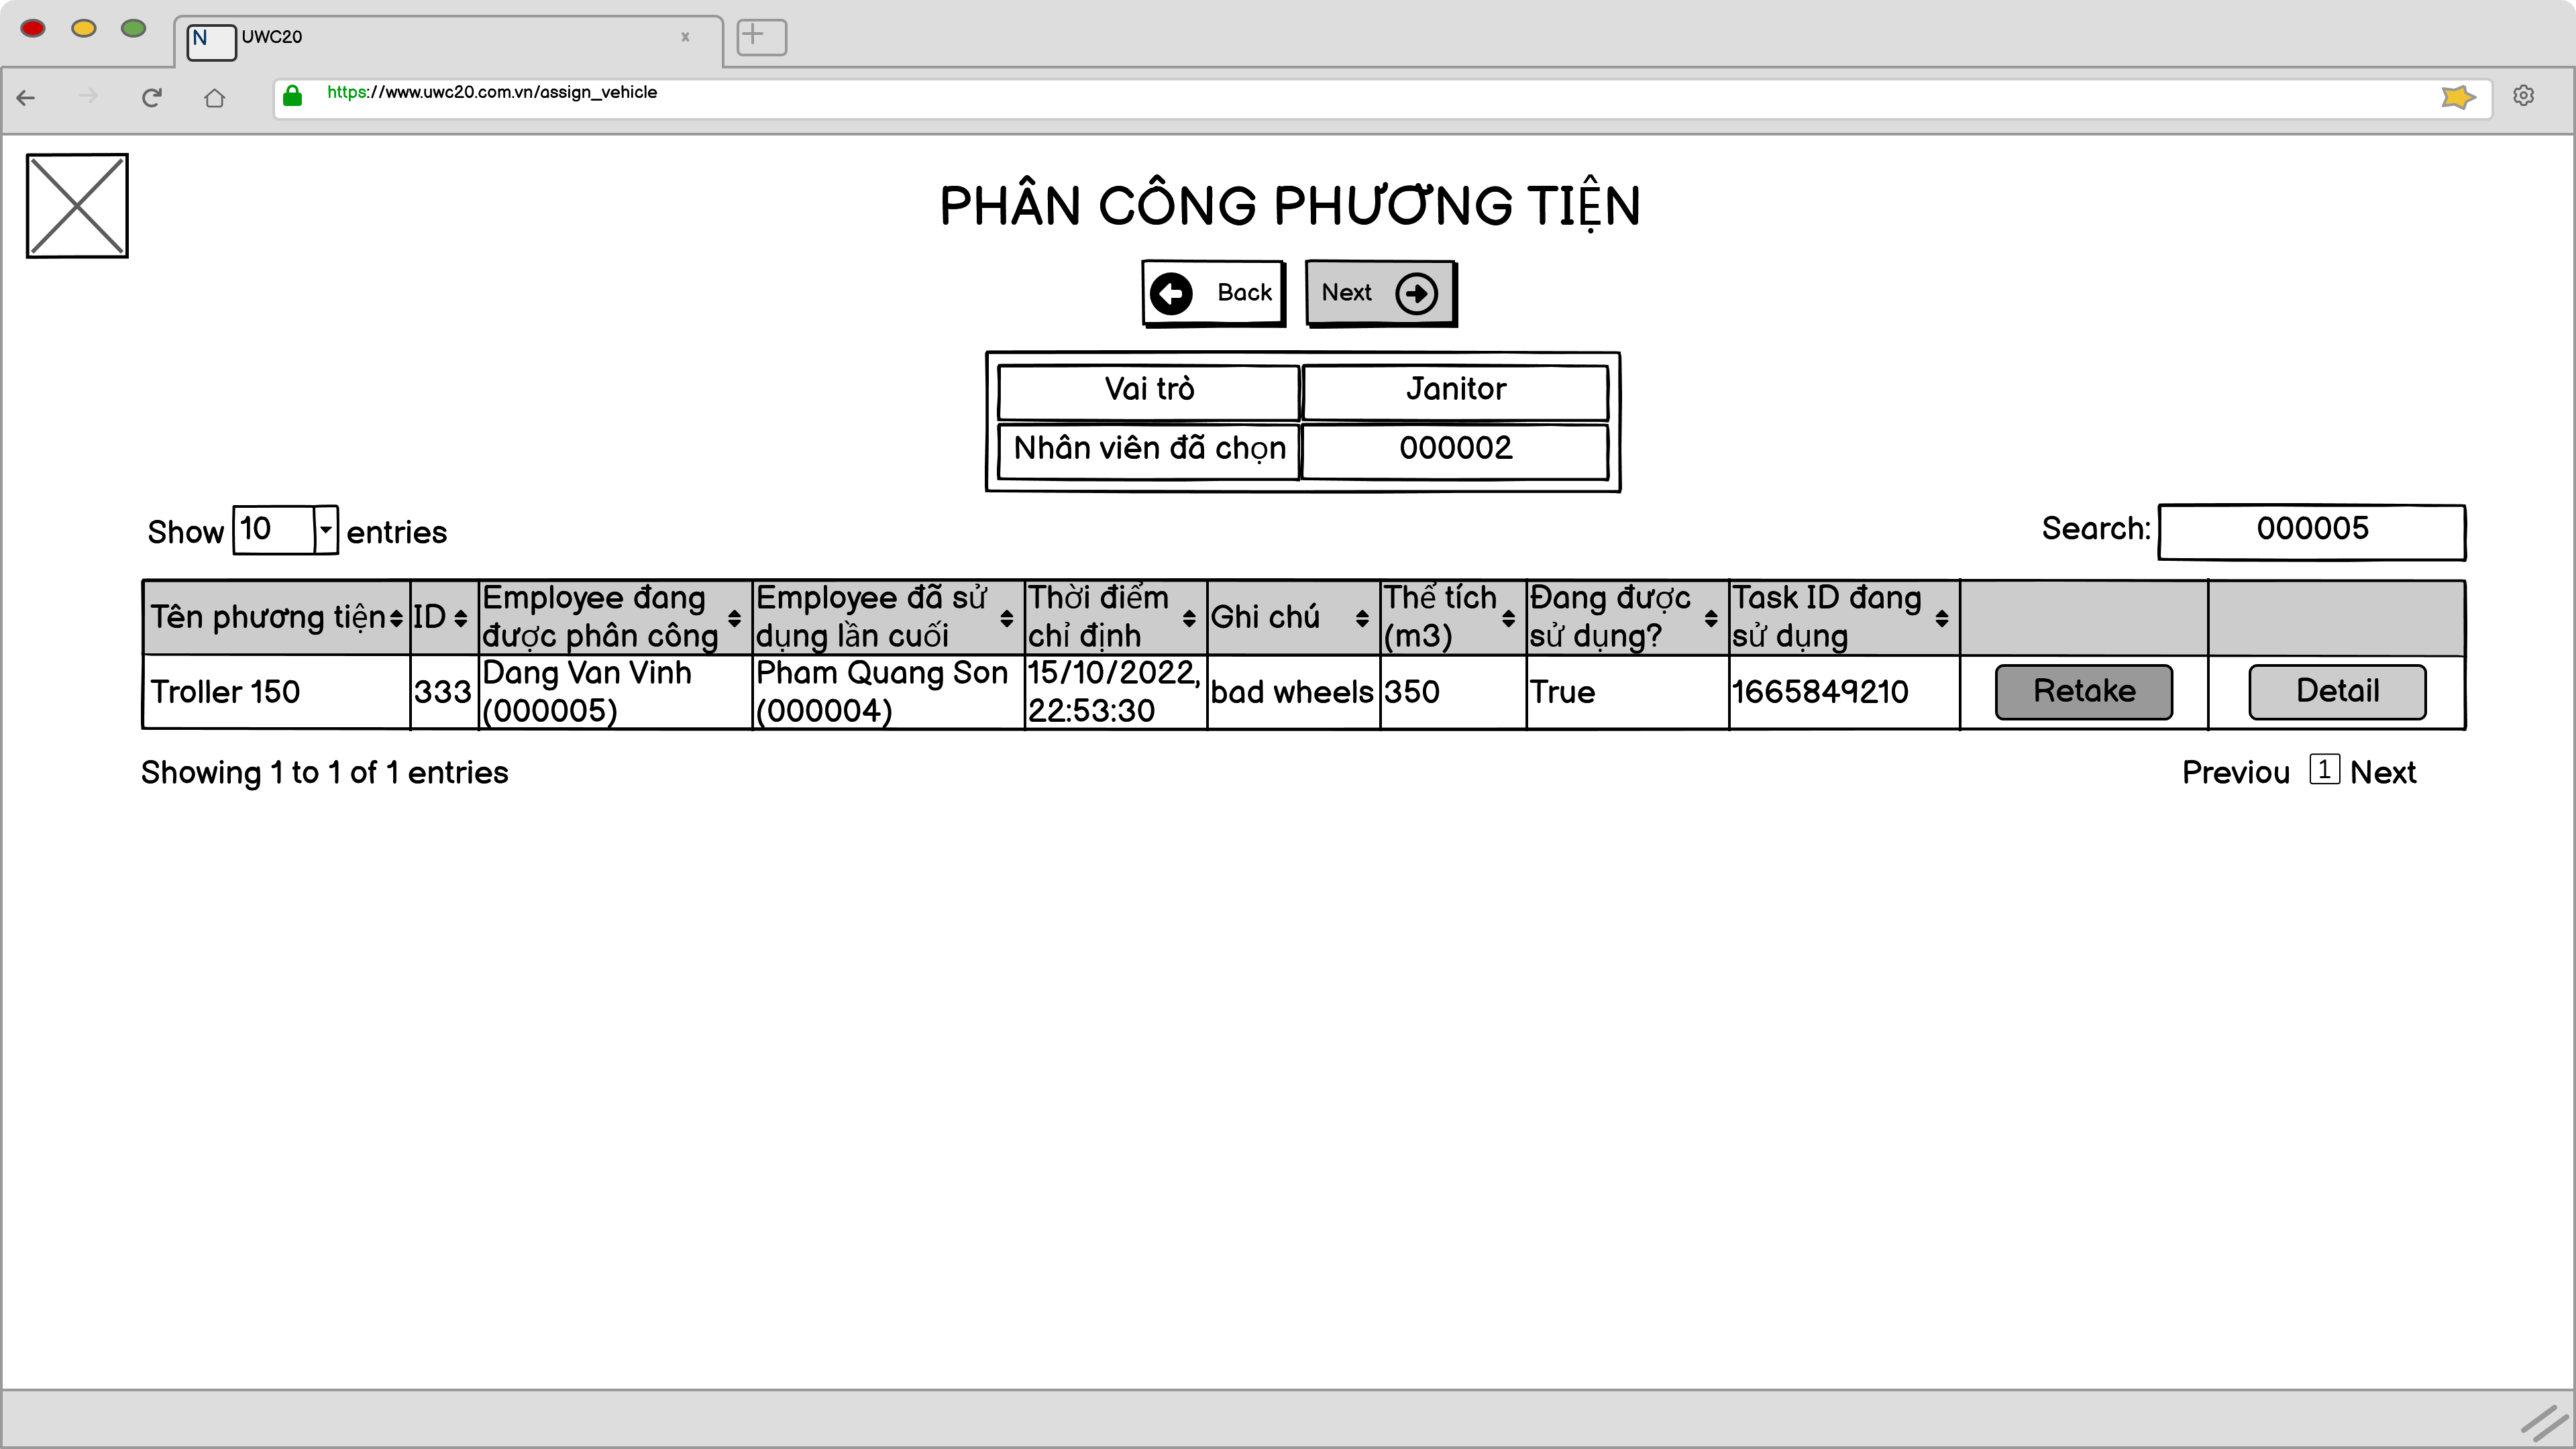 N UWC20 x
https://www.uwc20.com.vn/assign_vehicle
PHÂN CÔNG PHƯƠNG TIỆN
Back Next
Vai trò Janitor
Nhân viên đã chọn 000002
Show 10 entries Search: 000005
Tên phương tiện ID Employee đang được phân công Employee đã sử dụng lần cuối Thời điểm chỉ định Ghi chú Thể tích (m3) Đang được sử dụng? Task ID đang sử dụng
Troller 150 333 Dang Van Vinh (000005) Pham Quang Son (000004) 15/10/2022, 22:53:30 bad wheels 350 True 1665849210 Retake Detail
Showing 1 to 1 of 1 entries Previou 1 Next